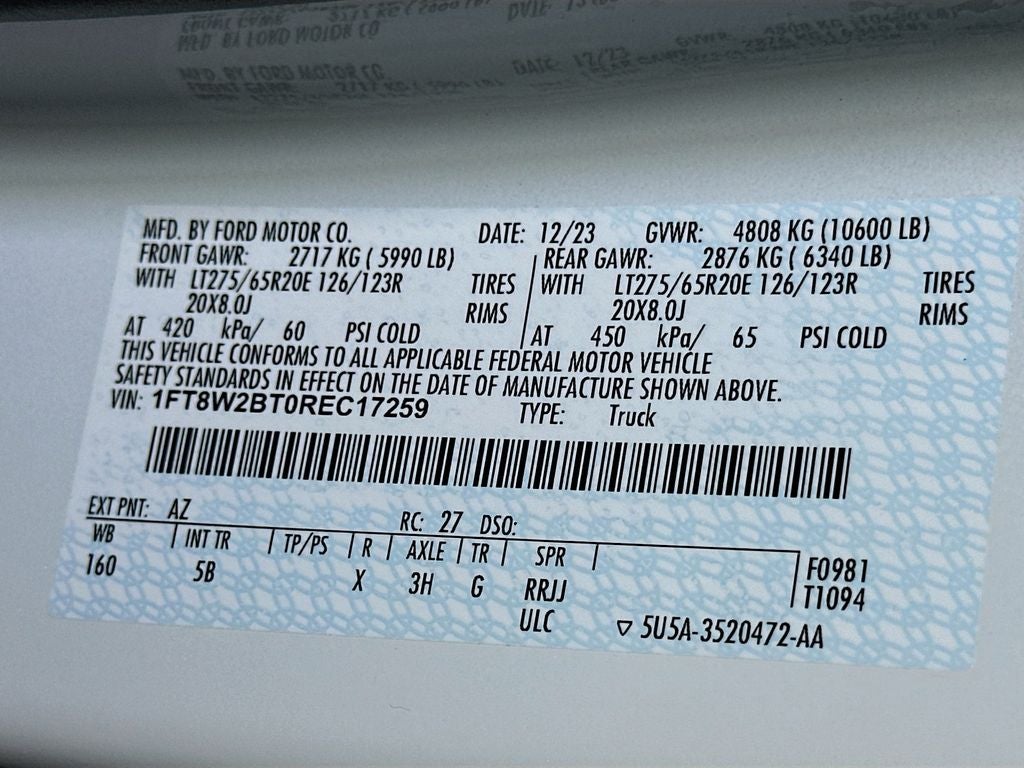 MFD. BY FORD MOTOR CO. DATE: 12/23 GVWR: 4808 KG (10600 LB)
FRONT GAWR: 2717 KG ( 5990 LB) REAR GAWR: 2876 KG ( 6340 LB)
WITH LT275/65R20E 126/123R TIRES WITH LT275/65R20E 126/123R TIRES
20X8.0J RIMS 20X8.0J RIMS
AT 420 kPa/ 60 PSI COLD AT 450 kPa/ 65 PSI COLD
THIS VEHICLE CONFORMS TO ALL APPLICABLE FEDERAL MOTOR VEHICLE
SAFETY STANDARDS IN EFFECT ON THE DATE OF MANUFACTURE SHOWN ABOVE.
VIN: 1FT8W2BT0REC17259 TYPE: Truck
EXT PNT: AZ RC: 27 DSO:
WB INT TR TP/PS R AXLE TR SPR F0981
160 5B X 3H G RRJJ T1094
ULC ▽ 5U5A-3520472-AA